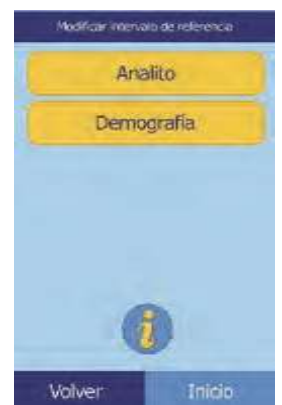 Modificar intervalo de referencia
Analito
Demografía
i
Volver Inicio